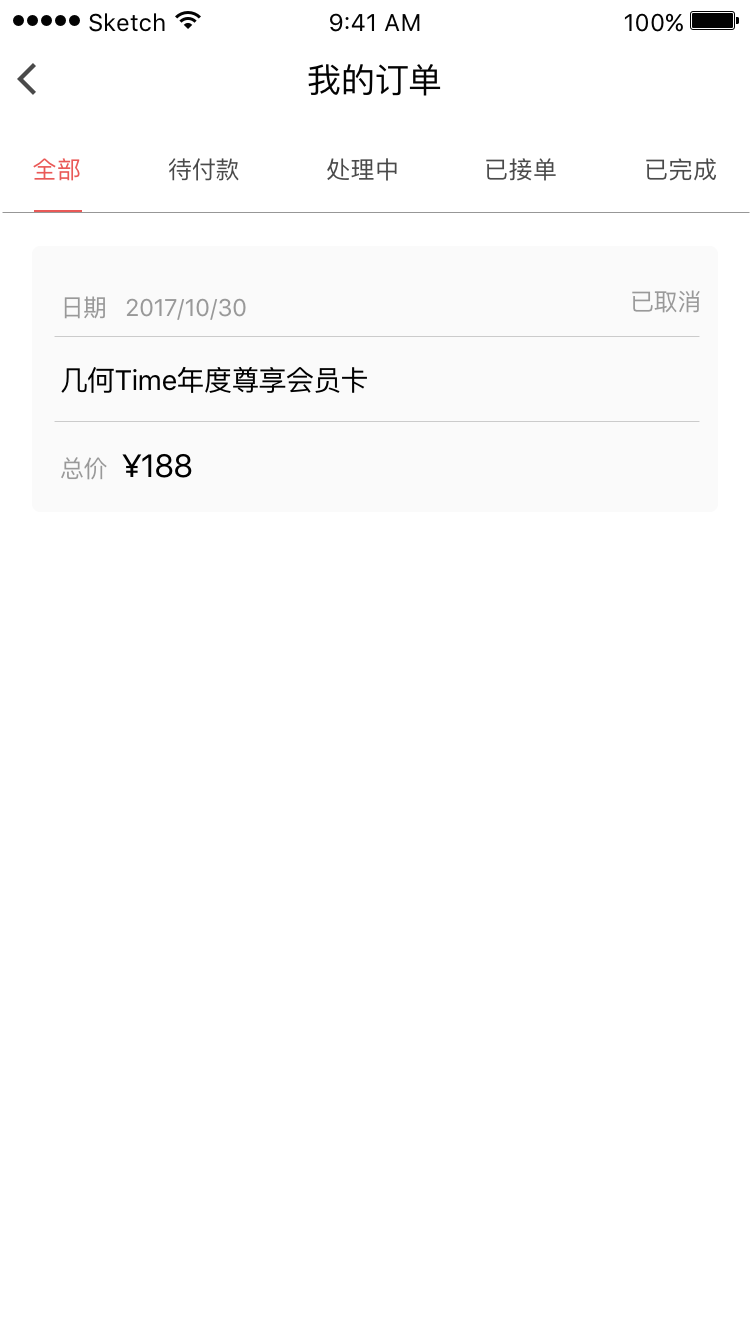 Sketch 9:41 AM 100%
我的订单
全部 待付款 处理中 已接单 已完成
日期 2017/10/30 已取消
几何Time年度尊享会员卡
总价 ¥188